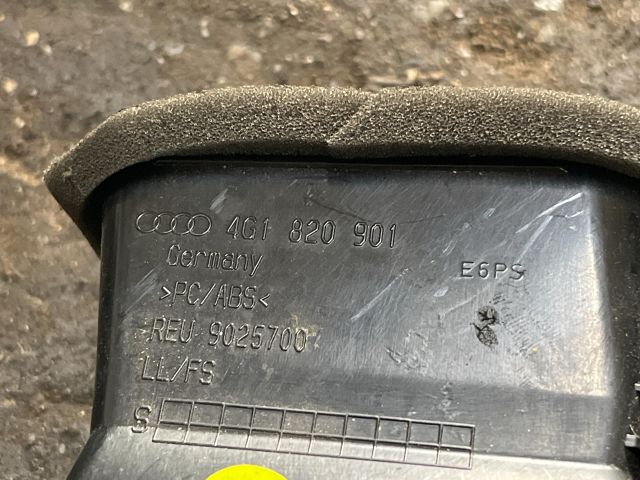 4G1 820 901
Germany
E6PS
>PC/ABS<
REU 9025700
LL/FS
S